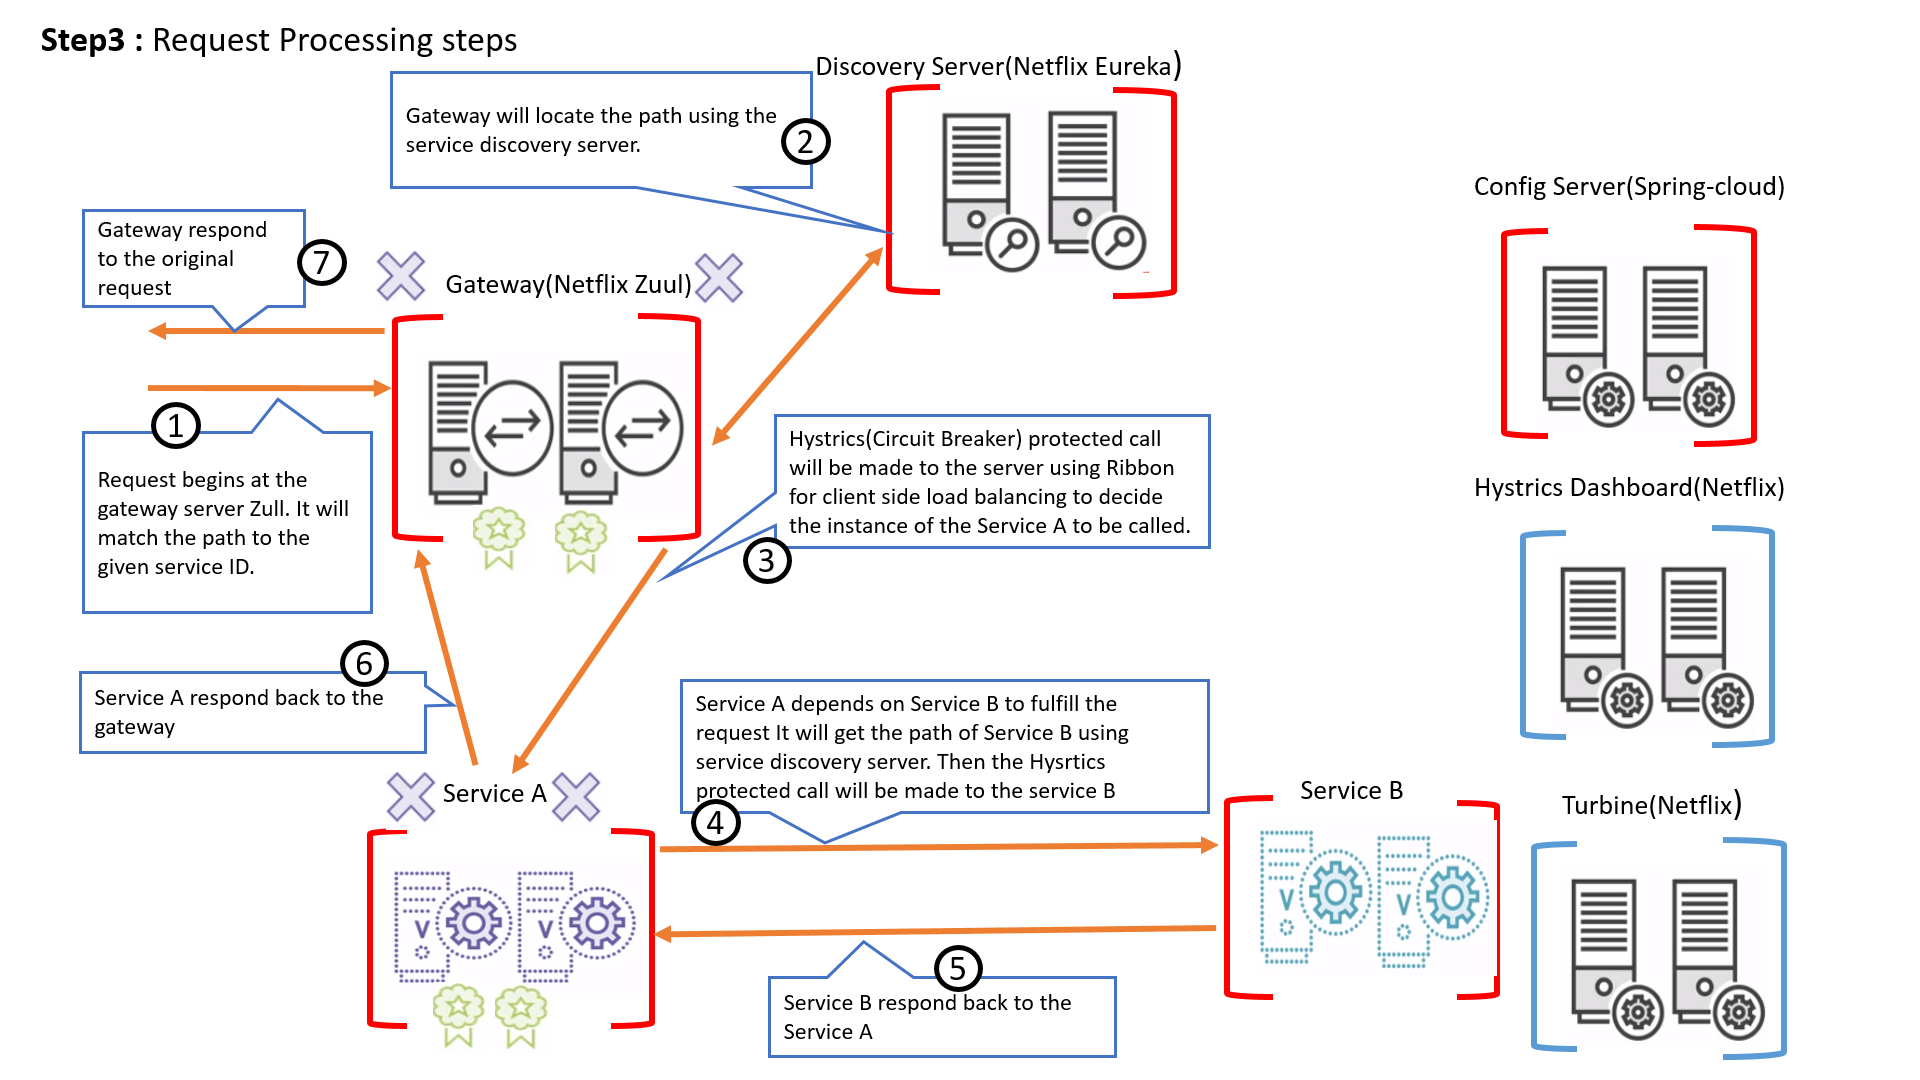 Step3 : Request Processing steps
Discovery Server(Netflix Eureka)
Gateway will locate the path using the
service discovery server.
2
Config Server(Spring-cloud)
Gateway respond
to the original
request
7
Gateway(Netflix Zuul)
1
Request begins at the
gateway server Zull. It will
match the path to the
given service ID.
Hystrics(Circuit Breaker) protected call
will be made to the server using Ribbon
for client side load balancing to decide
the instance of the Service A to be called.
3
Hystrics Dashboard(Netflix)
6
Service A respond back to the
gateway
Service A depends on Service B to fulfill the
request It will get the path of Service B using
service discovery server. Then the Hysrtics
protected call will be made to the service B
4
Service A
Service B
Turbine(Netflix)
V
V
V
V
5
Service B respond back to the
Service A